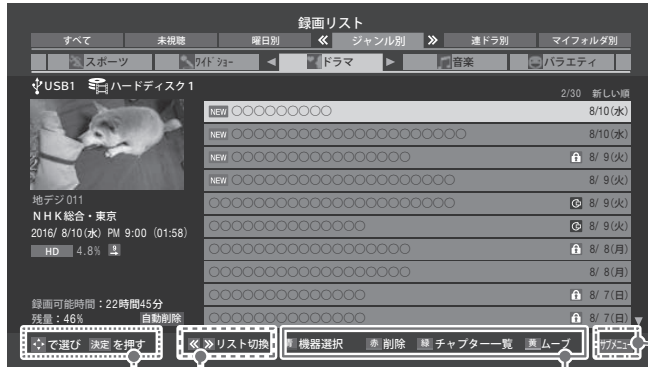 録画リスト
すべて 未視聴 曜日別 ≪ ジャンル別 ≫ 連ドラ別 マイフォルダ別
スポーツ ワイドショー ◀ ドラマ ▶ 音楽 バラエティ
USB1 ハードディスク1
2/30 新しい順
NEW ○○○○○○○○○ 8/10(水)
NEW ○○○○○○○○○○○○○○○○○○○○○ 8/10(水)
NEW ○○○○○○○○○○○○○○○○ 8/ 9(火)
NEW ○○○○○○○○○○○○○○○○○○○○ 8/ 9(火)
○○○○○○○○○○○○○○○○○○○○○○ 8/ 9(火)
○○○○○○○○○○○○○○ 8/ 9(火)
○○○○○○○○○○○○○○○○○○ 8/ 8(月)
○○○○○○○○○○○○○○○○○○ 8/ 8(月)
○○○○○○○○○○○○○○ 8/ 7(日)
○○○○○○○○○○○○○○ 8/ 7(日)
地デジ011
NHK総合・東京
2016/ 8/10(水) PM 9:00 (01:58)
HD 4.8%
録画可能時間：22時間45分
残量：46% 自動削除
で選び 決定 を押す ≪ ≫ リスト切換 青 機器選択 赤 削除 緑 チャプター一覧 黄 ムーブ サブメニュー